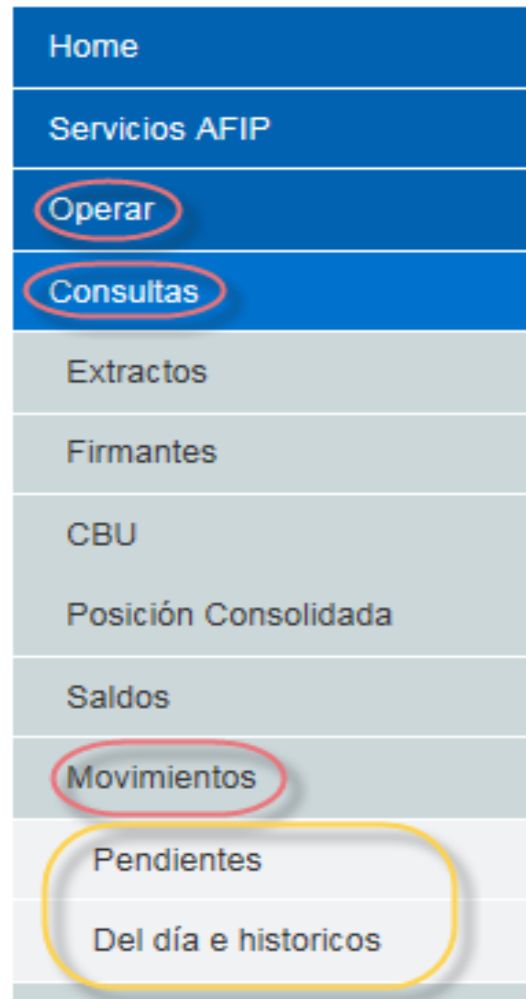 Home
Servicios AFIP
Operar
Consultas
Extractos
Firmantes
CBU
Posición Consolidada
Saldos
Movimientos
Pendientes
Del día e historicos